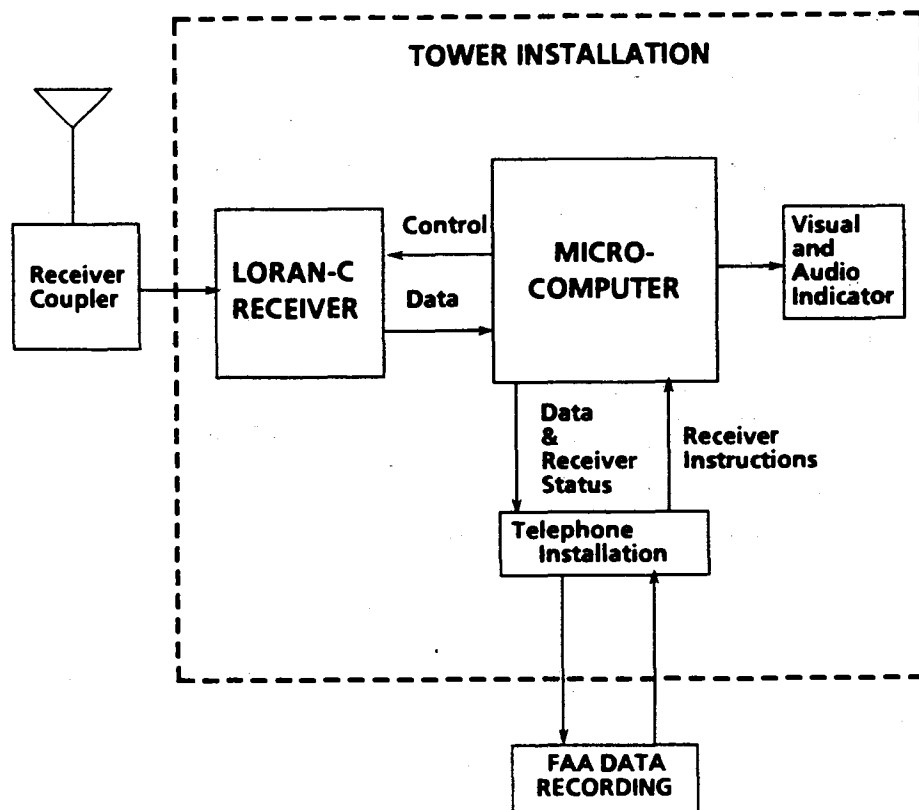 TOWER INSTALLATION
Receiver
Coupler
LORAN-C
RECEIVER
Control
Data
MICRO-
COMPUTER
Visual
and
Audio
Indicator
Data
&
Receiver
Status
Receiver
Instructions
Telephone
Installation
FAA DATA
RECORDING